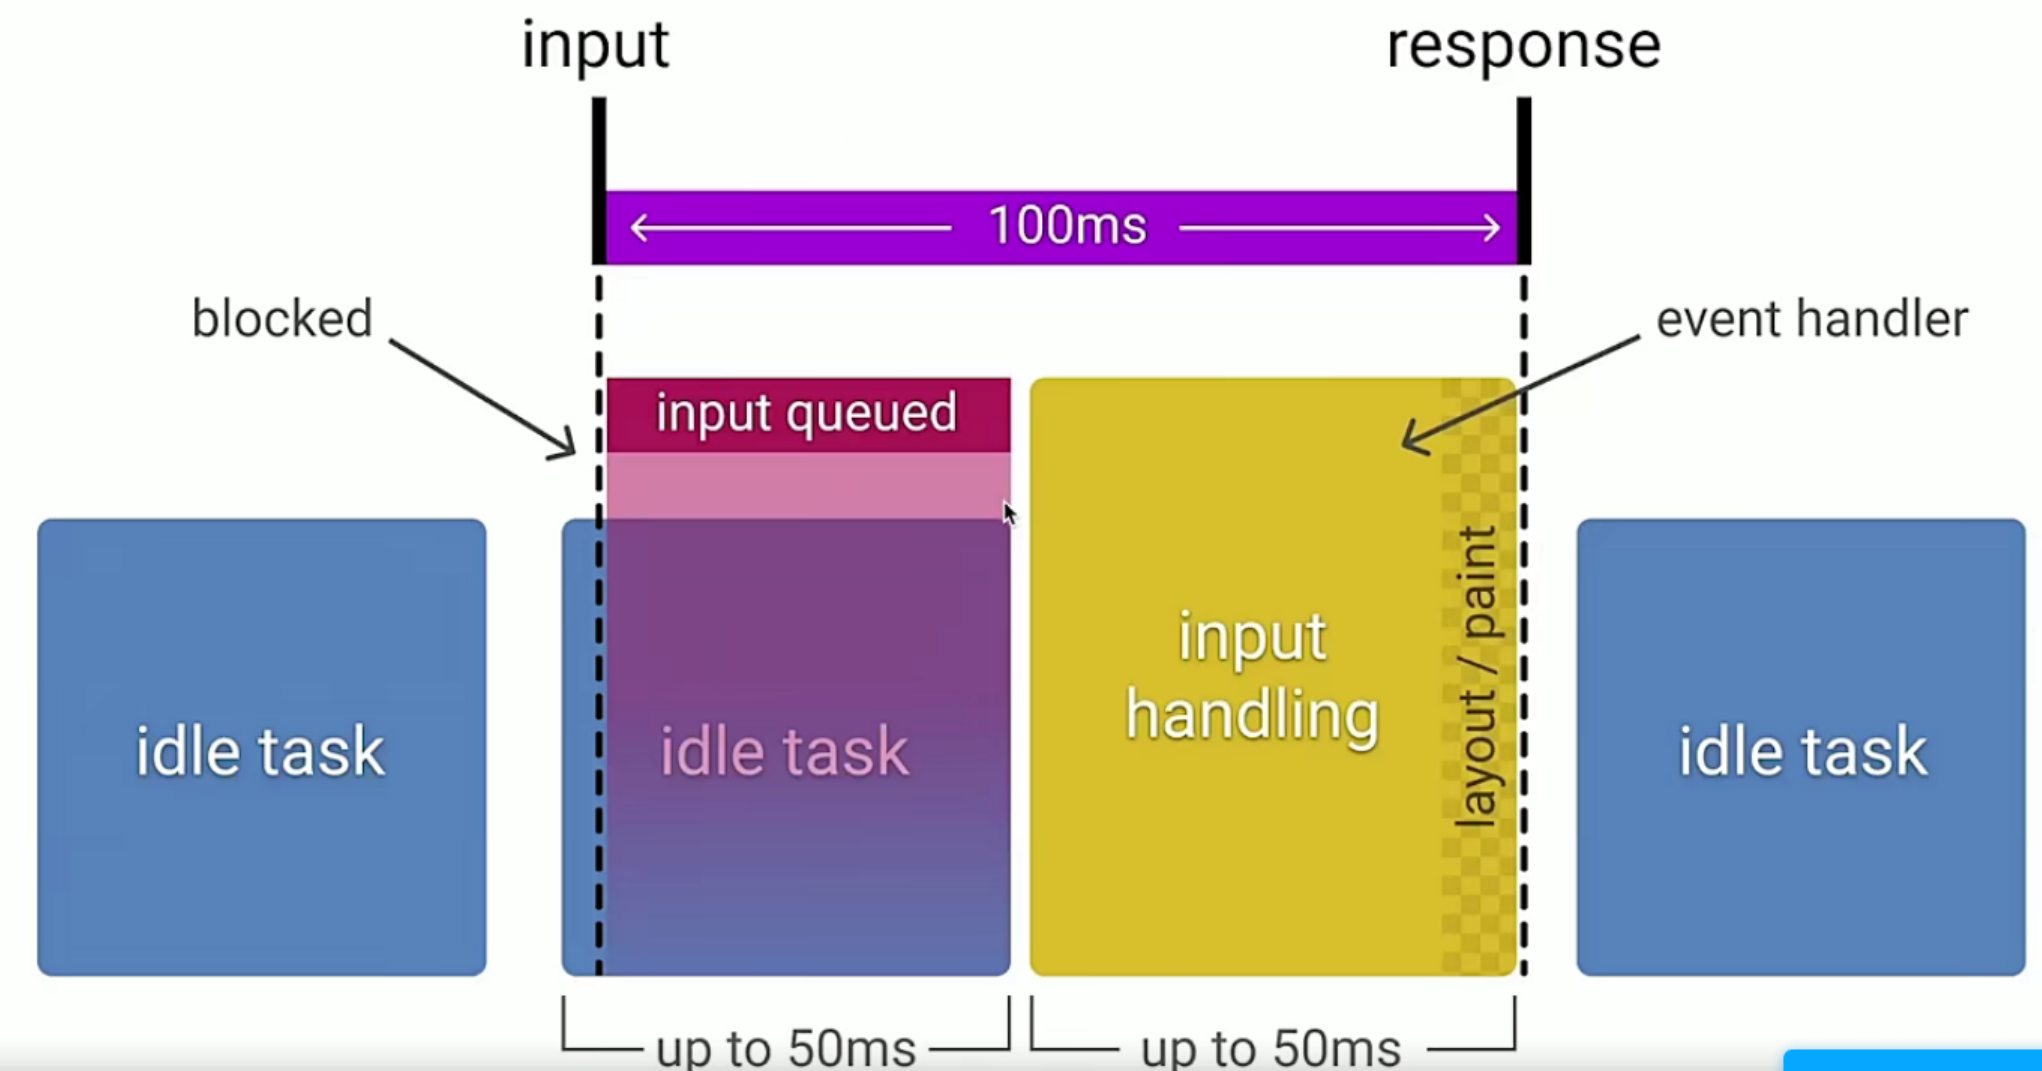 input
response
100ms
blocked
event handler
input queued
idle task
idle task
input
handling
layout / paint
idle task
up to 50ms
up to 50ms